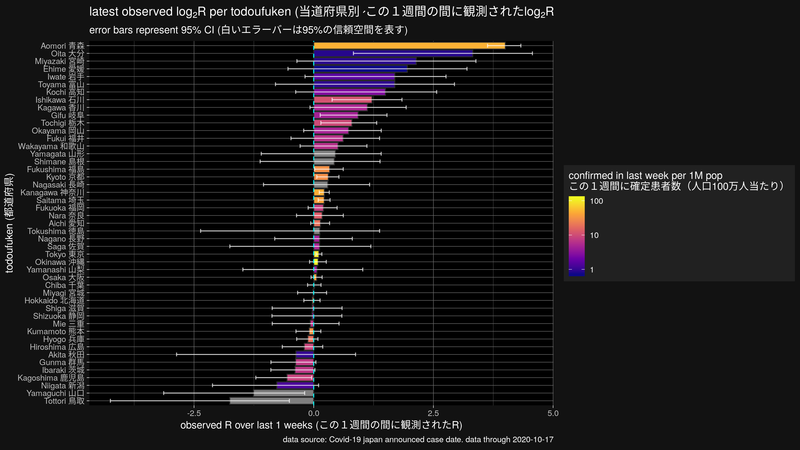 latest observed log₂R per todoufuken (当道府県別 この１週間の間に観測されたlog₂R
error bars represent 95% CI (白いエラーバーは95%の信頼空間を表す)
todoufuken (都道府県)
Aomori 青森
Oita 大分
Miyazaki 宮崎
Ehime 愛媛
Iwate 岩手
Toyama 富山
Kochi 高知
Ishikawa 石川
Kagawa 香川
Gifu 岐阜
Tochigi 栃木
Okayama 岡山
Fukui 福井
Wakayama 和歌山
Yamagata 山形
Shimane 島根
Fukushima 福島
Kyoto 京都
Nagasaki 長崎
Kanagawa 神奈川
Saitama 埼玉
Fukuoka 福岡
Nara 奈良
Aichi 愛知
Tokushima 徳島
Nagano 長野
Saga 佐賀
Tokyo 東京
Okinawa 沖縄
Yamanashi 山梨
Osaka 大阪
Chiba 千葉
Miyagi 宮城
Hokkaido 北海道
Shiga 滋賀
Shizuoka 静岡
Mie 三重
Kumamoto 熊本
Hyogo 兵庫
Hiroshima 広島
Akita 秋田
Gunma 群馬
Ibaraki 茨城
Kagoshima 鹿児島
Niigata 新潟
Yamaguchi 山口
Tottori 鳥取
-2.5 0.0 2.5 5.0
observed R over last 1 weeks (この１週間の間に観測されたR)
data source: Covid-19 japan announced case date. data through 2020-10-17
confirmed in last week per 1M pop
この１週間に確定患者数（人口100万人当たり）
100
10
1